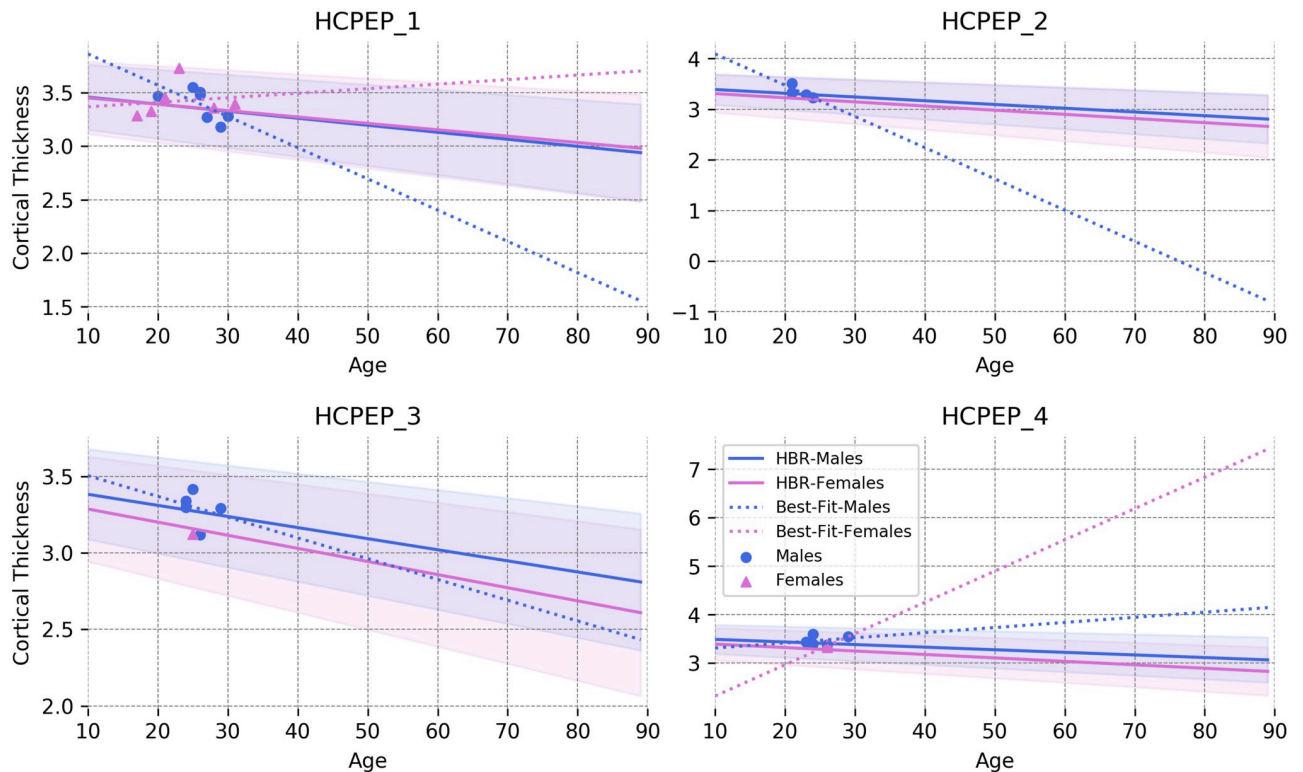 HCPEP_1
3.5
3.0
2.5
2.0
1.5
Cortical Thickness
10 20 30 40 50 60 70 80 90
Age
HCPEP_2
4
3
2
1
0
−1
10 20 30 40 50 60 70 80 90
Age
HCPEP_3
3.5
3.0
2.5
2.0
Cortical Thickness
10 20 30 40 50 60 70 80 90
Age
HCPEP_4
HBR-Males
HBR-Females
Best-Fit-Males
Best-Fit-Females
Males
Females
7
6
5
4
3
10 20 30 40 50 60 70 80 90
Age